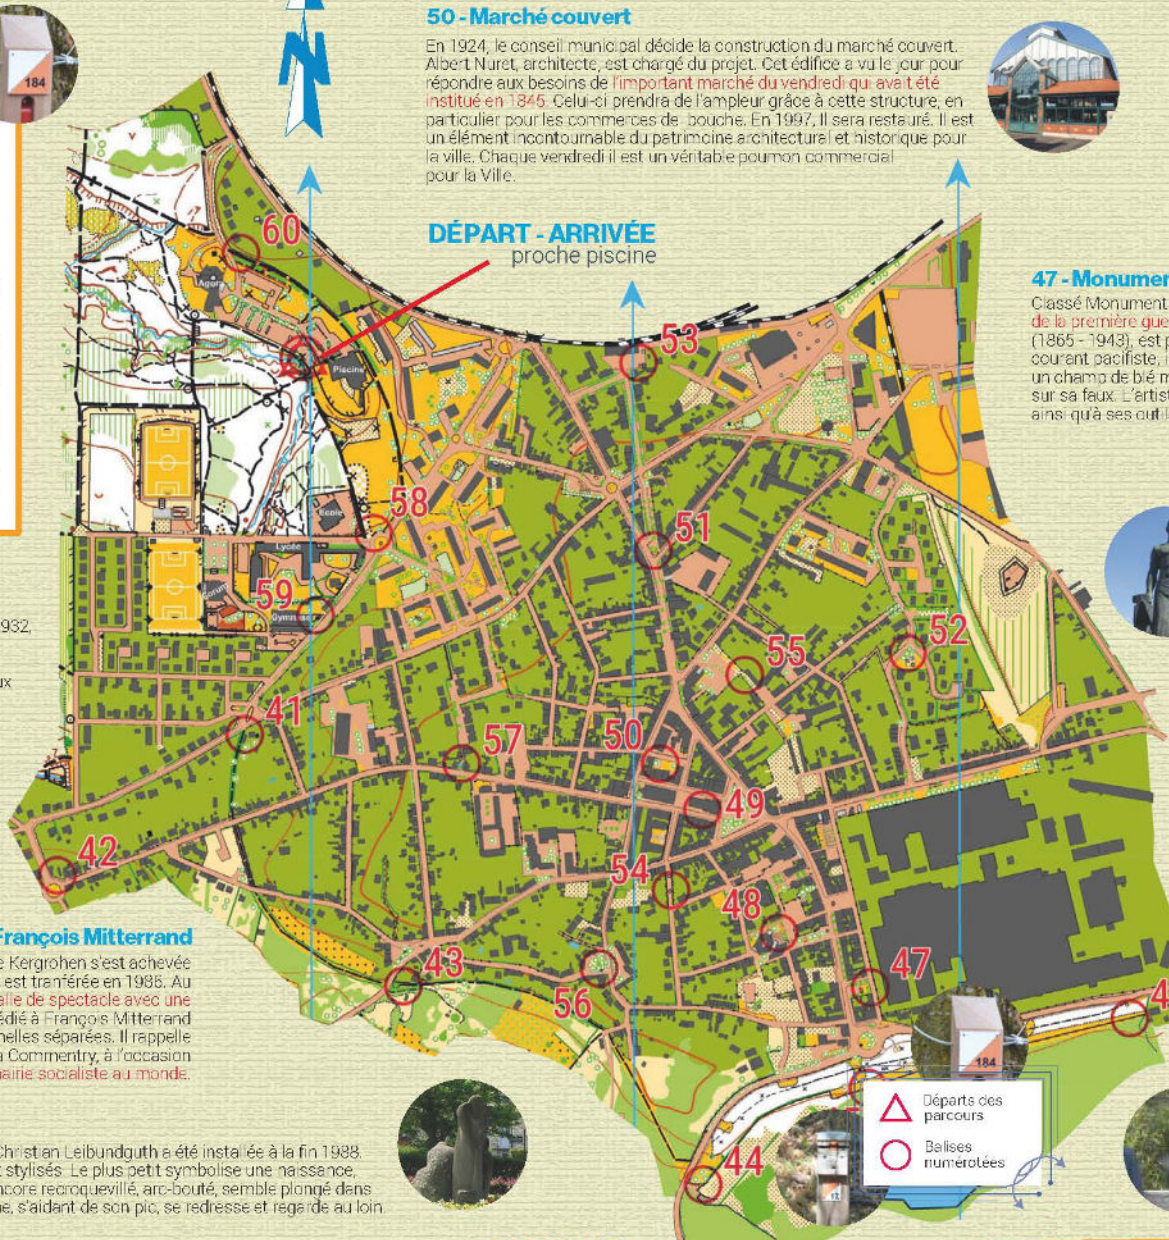 184
N
50 - Marché couvert
En 1924, le conseil municipal décide la construction du marché couvert.
Albert Nuret, architecte, est chargé du projet. Cet édifice a vu le jour pour
répondre aux besoins de l'important marché du vendredi qui avait été
institué en 1845. Celui-ci prendra de l'ampleur grâce à cette structure, en
particulier pour les commerces de bouche. En 1997, Il sera restauré. Il est
un élément incontournable du patrimoine architectural et historique pour
la ville. Chaque vendredi il est un véritable poumon commercial
pour la Ville.
DÉPART - ARRIVÉE
proche piscine
47 - Monumen
Classé Monument
de la première gue
(1865 - 1943), est p
courant pacifiste,
un champ de blé m
sur sa faux. L'artist
ainsi qu'à ses outil
60
Agora
53
Piscine
58
Ecole
51
Lycée
59
Gymnase
932,
52
55
ux
41
57
50
49
42
54
48
43
47
56
4
François Mitterrand
e Kergrohen s'est achevée
est tranférée en 1986. Au
alle de spectacle avec une
édié à François Mitterrand
nelles séparées. Il rappelle
a Commentry, à l'occasion
nairie socialiste au monde.
184
Départs des
parcours
Balises
numérotées
44
12
Christian Leibundguth a été installée à la fin 1988.
t stylisés. Le plus petit symbolise une naissance,
ncore recroquevillé, arc-bouté, semble plongé dans
e, s'aidant de son pic, se redresse et regarde au loin.